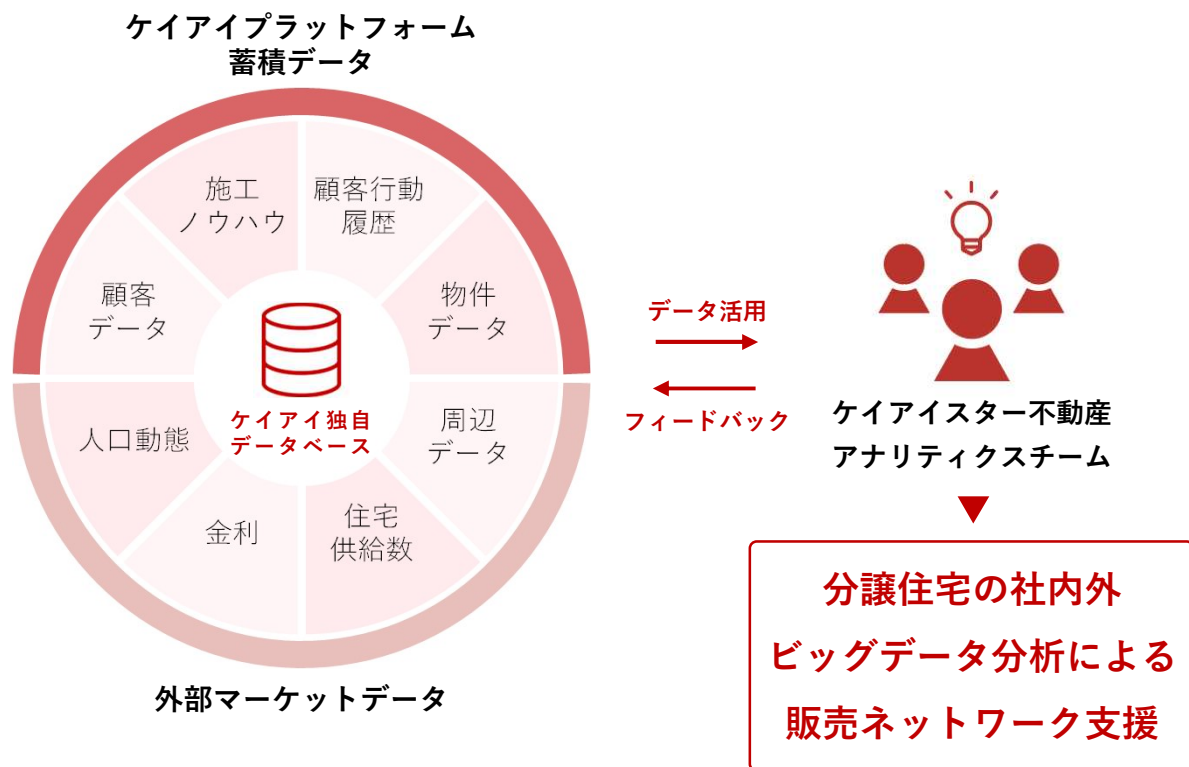 ケイアイプラットフォーム
蓄積データ
施工
ノウハウ
顧客行動
履歴
顧客
データ
物件
データ
ケイアイ独自
データベース
人口動態
周辺
データ
金利
住宅
供給数
外部マーケットデータ
データ活用
フィードバック
ケイアイスター不動産
アナリティクスチーム
分譲住宅の社内外
ビッグデータ分析による
販売ネットワーク支援